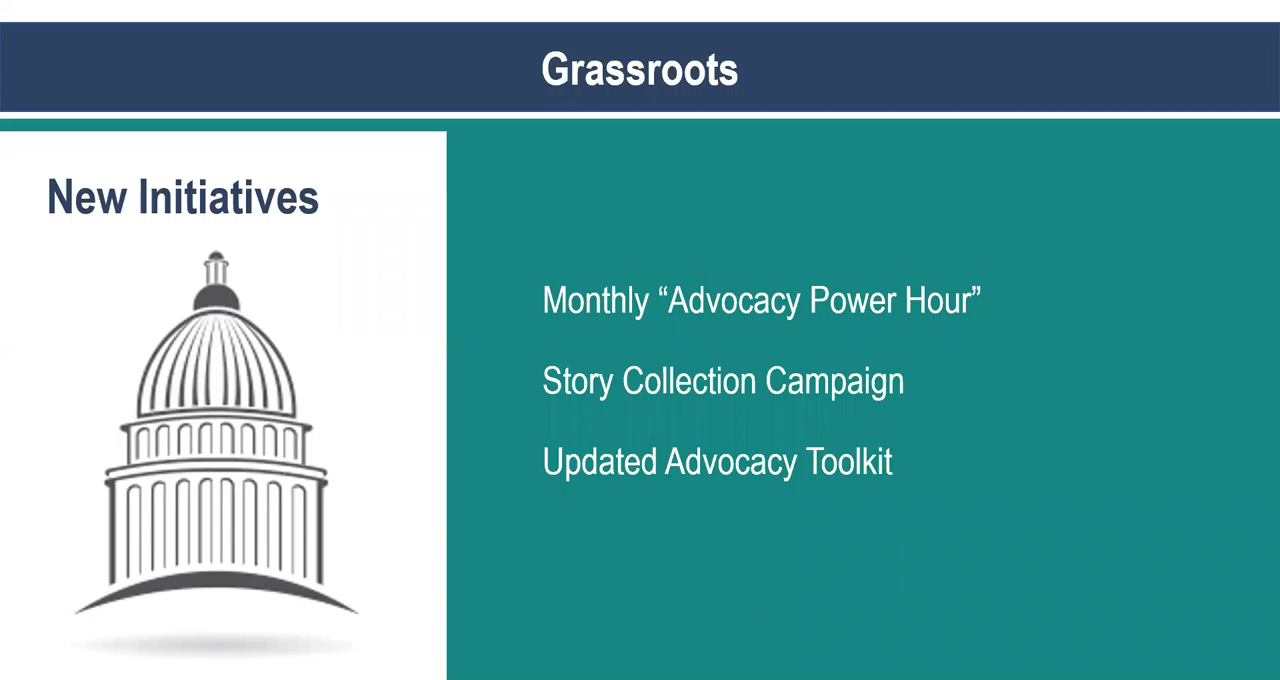 Grassroots
New Initiatives
Monthly “Advocacy Power Hour”
Story Collection Campaign
Updated Advocacy Toolkit